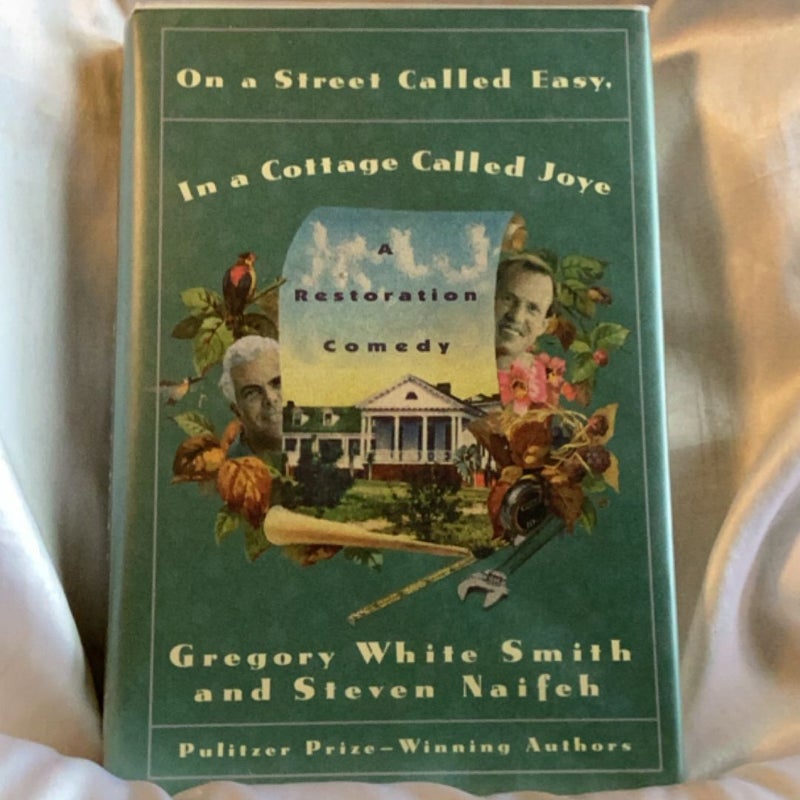 On a Street Called Easy,
In a Cottage Called Joye
A
Restoration
Comedy
Gregory White Smith
and Steven Naifeh
Pulitzer Prize–Winning Authors